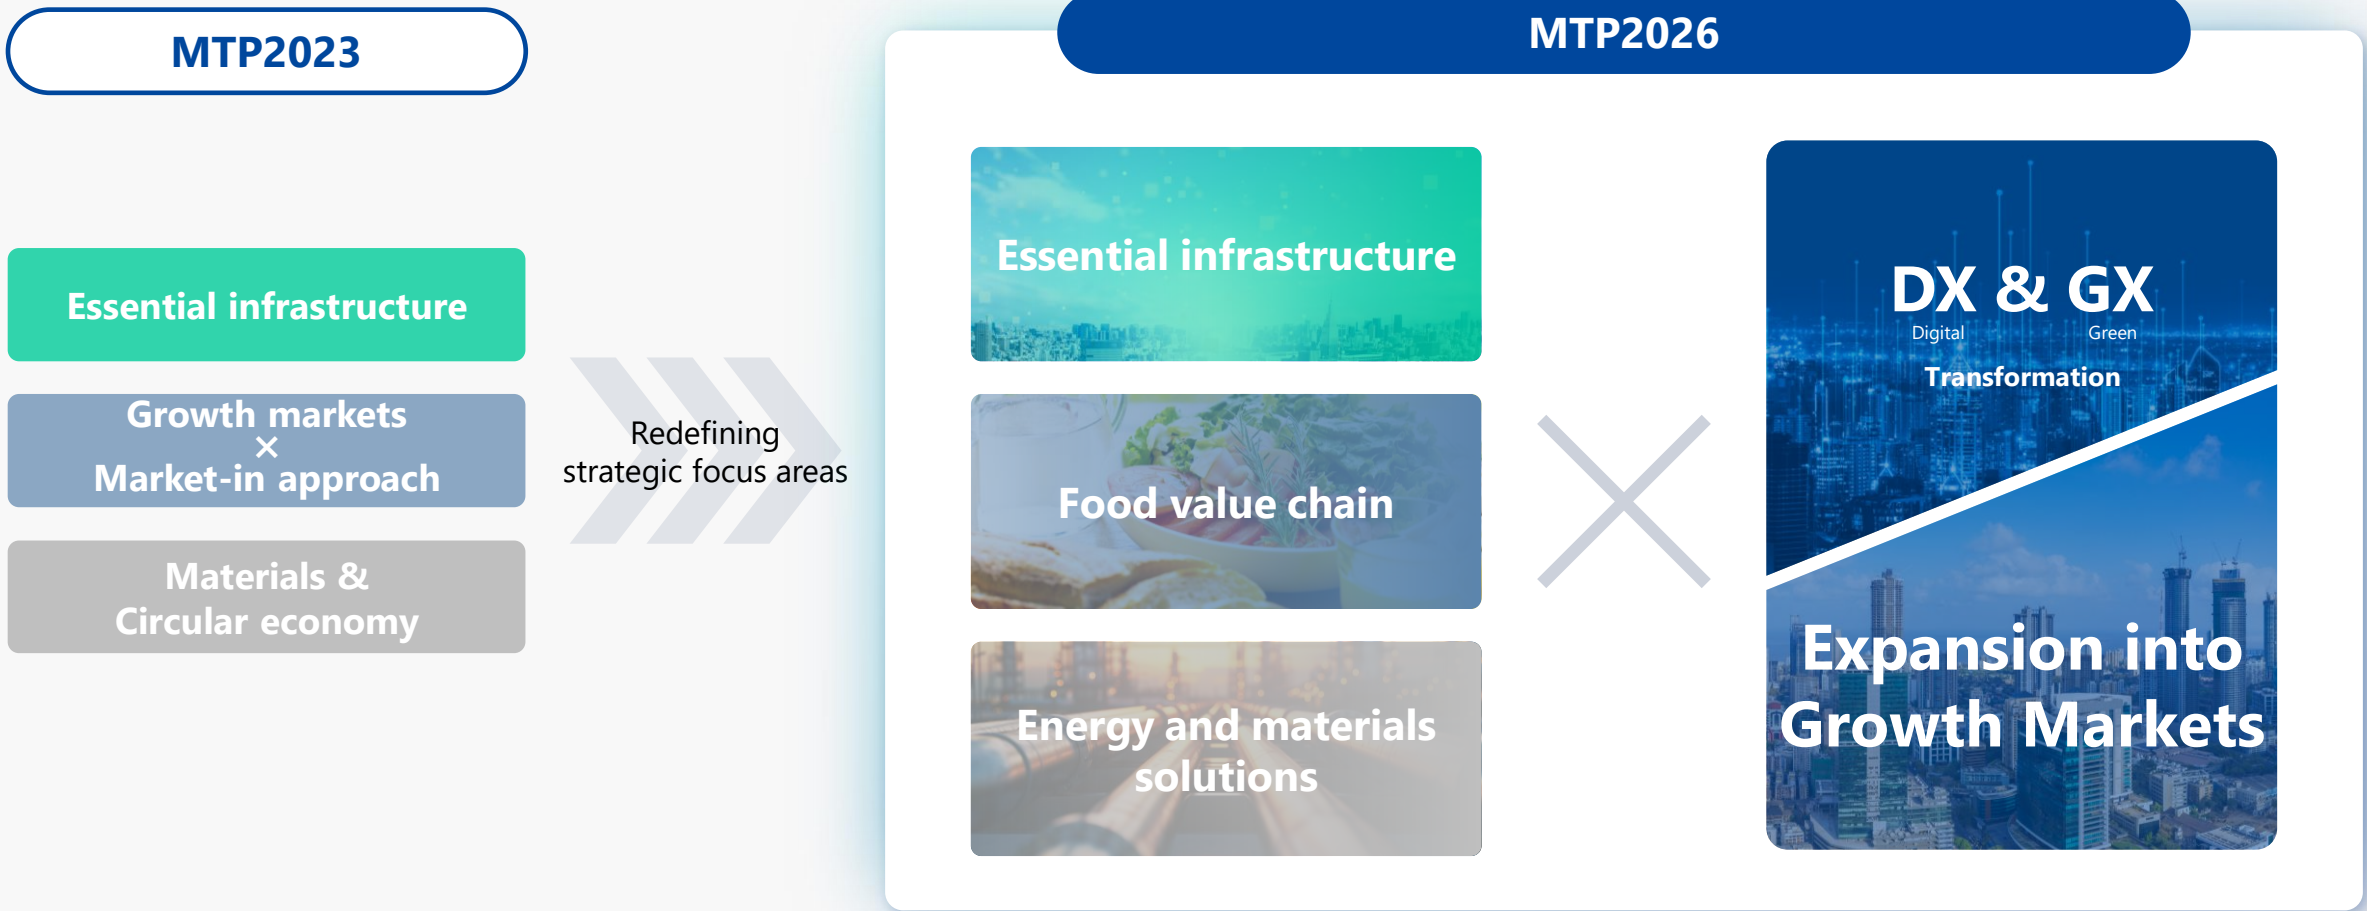 MTP2023
Essential infrastructure
Growth markets
×
Market-in approach
Materials &
Circular economy
Redefining
strategic focus areas
MTP2026
Essential infrastructure
Food value chain
Energy and materials
solutions
DX & GX
Digital Green
Transformation
Expansion into
Growth Markets